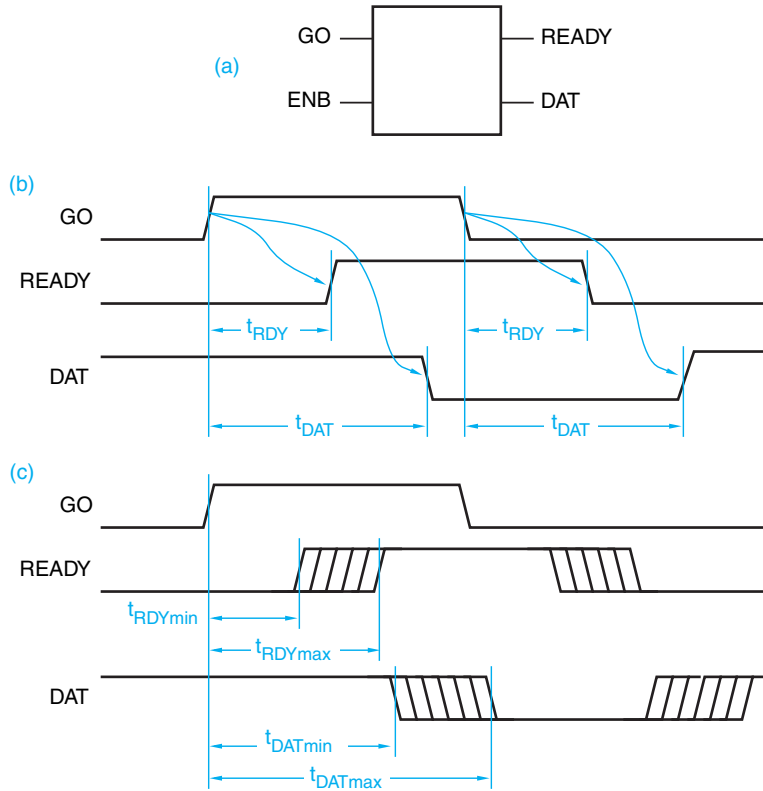 GO READY
(a)
ENB DAT
(b)
GO
READY
tRDY tRDY
DAT
tDAT tDAT
(c)
GO
READY
tRDYmin
tRDYmax
DAT
tDATmin
tDATmax